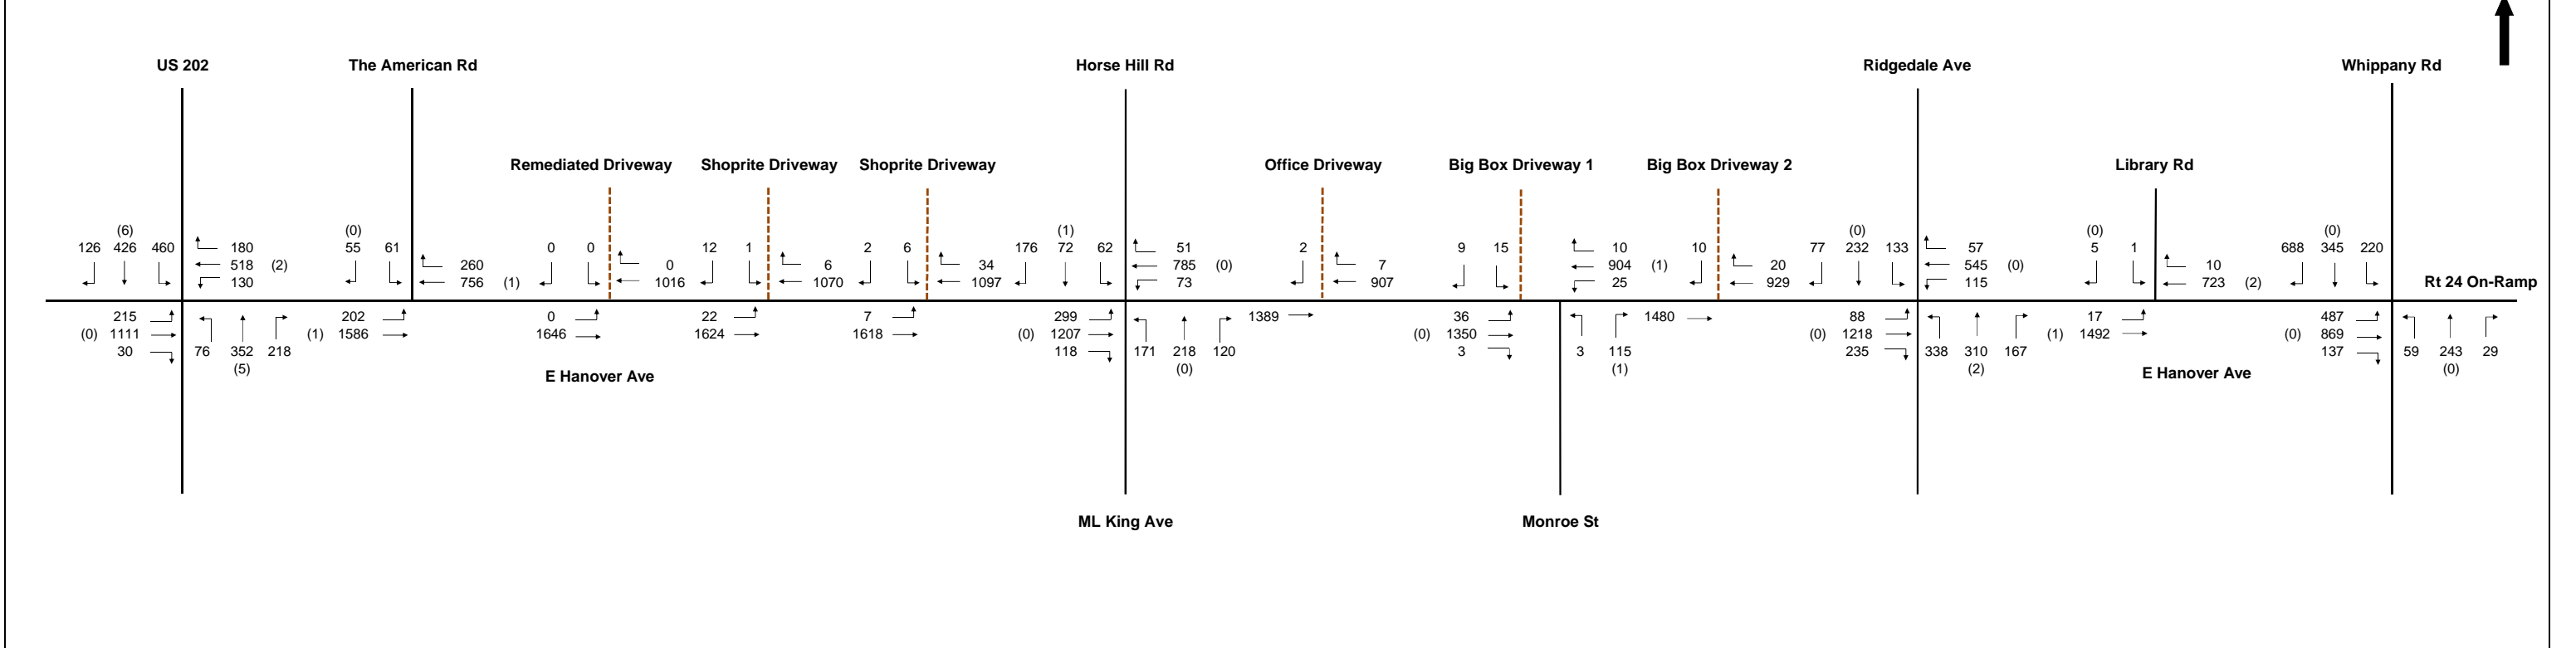 US 202 The American Rd Horse Hill Rd Ridgedale Ave Whippany Rd
Remediated Driveway Shoprite Driveway Shoprite Driveway Office Driveway Big Box Driveway 1 Big Box Driveway 2 Library Rd
(6) (0) (1) (0) (0) (0)
126 426 460 180 55 61 0 0 12 1 2 6 176 72 62 51 2 9 15 10 10 77 232 133 57 5 1 688 345 220
518 (2) 260 0 6 34 785 (0) 7 904 (1) 20 545 (0) 10
130 756 (1) 1016 1070 1097 73 907 25 929 115 723 (2) Rt 24 On-Ramp
215 202 0 22 7 299 1389 36 1480 88 17 487
(0) 1111 (1) 1586 1646 1624 1618 (0) 1207 (0) 1350 (0) 1218 (1) 1492 (0) 869
30 76 352 218 118 171 218 120 3 3 115 235 338 310 167 137 59 243 29
(5) (0) (1) (2) (0)
E Hanover Ave E Hanover Ave
ML King Ave Monroe St